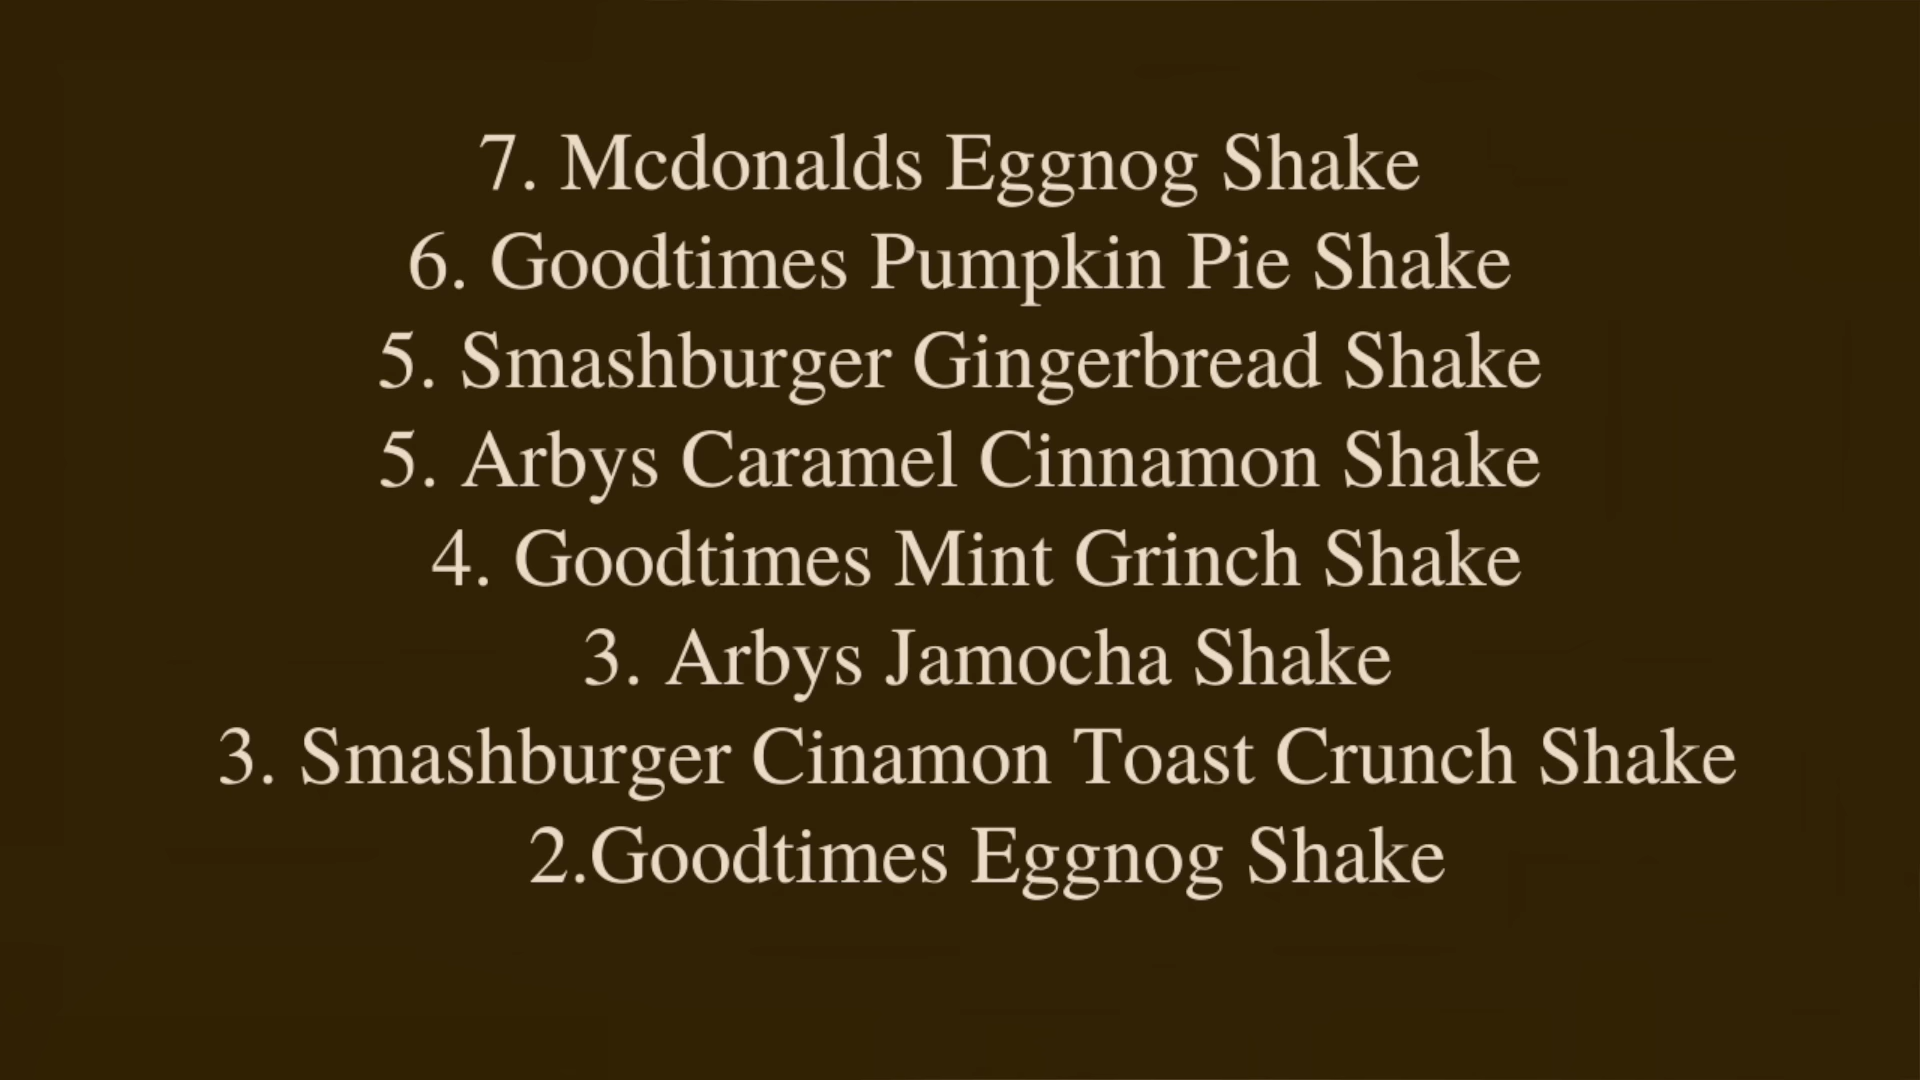 7. Mcdonalds Eggnog Shake
6. Goodtimes Pumpkin Pie Shake
5. Smashburger Gingerbread Shake
5. Arbys Caramel Cinnamon Shake
4. Goodtimes Mint Grinch Shake
3. Arbys Jamocha Shake
3. Smashburger Cinamon Toast Crunch Shake
2.Goodtimes Eggnog Shake